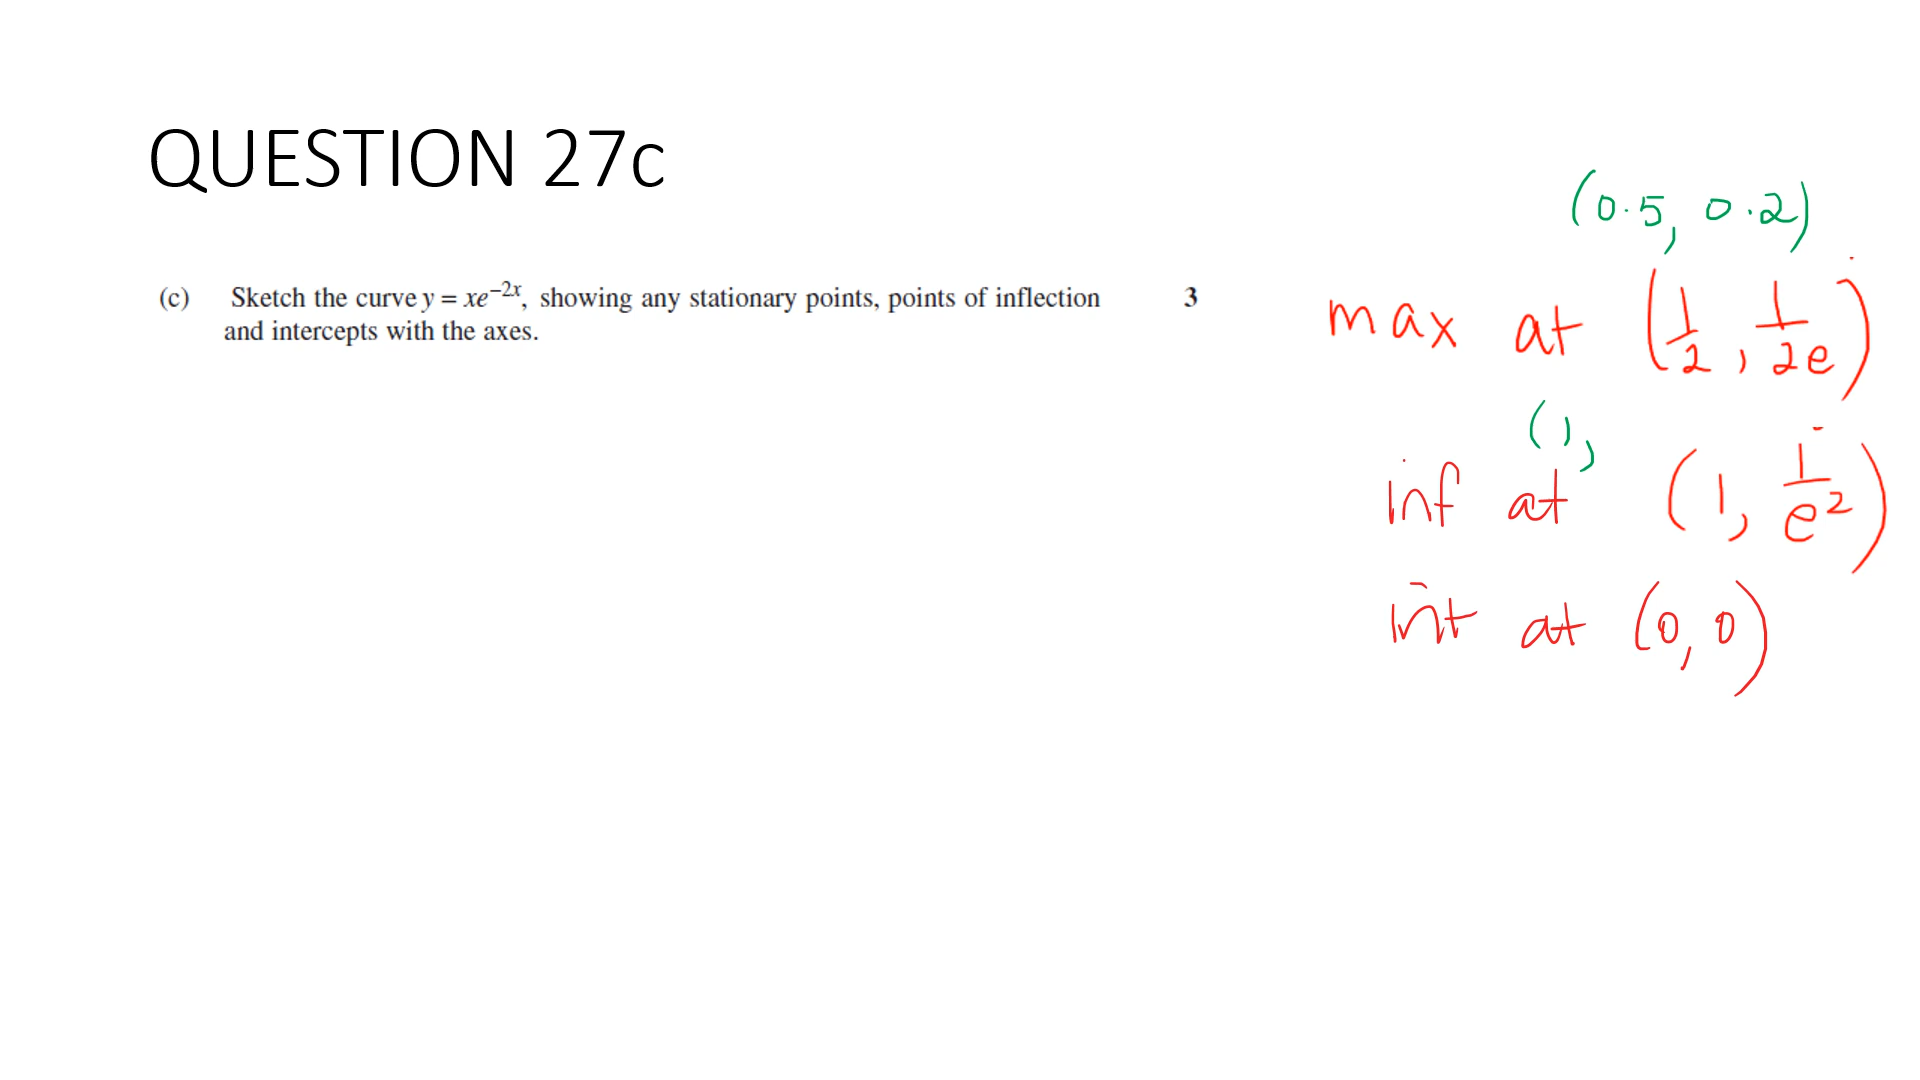 QUESTION 27c
(c) Sketch the curve y = xe⁻²ˣ, showing any stationary points, points of inflection 3
and intercepts with the axes.
(0.5, 0.2)
max at (1/2, 1/2e)
(1,
inf at (1, 1/e²)
int at (0, 0)